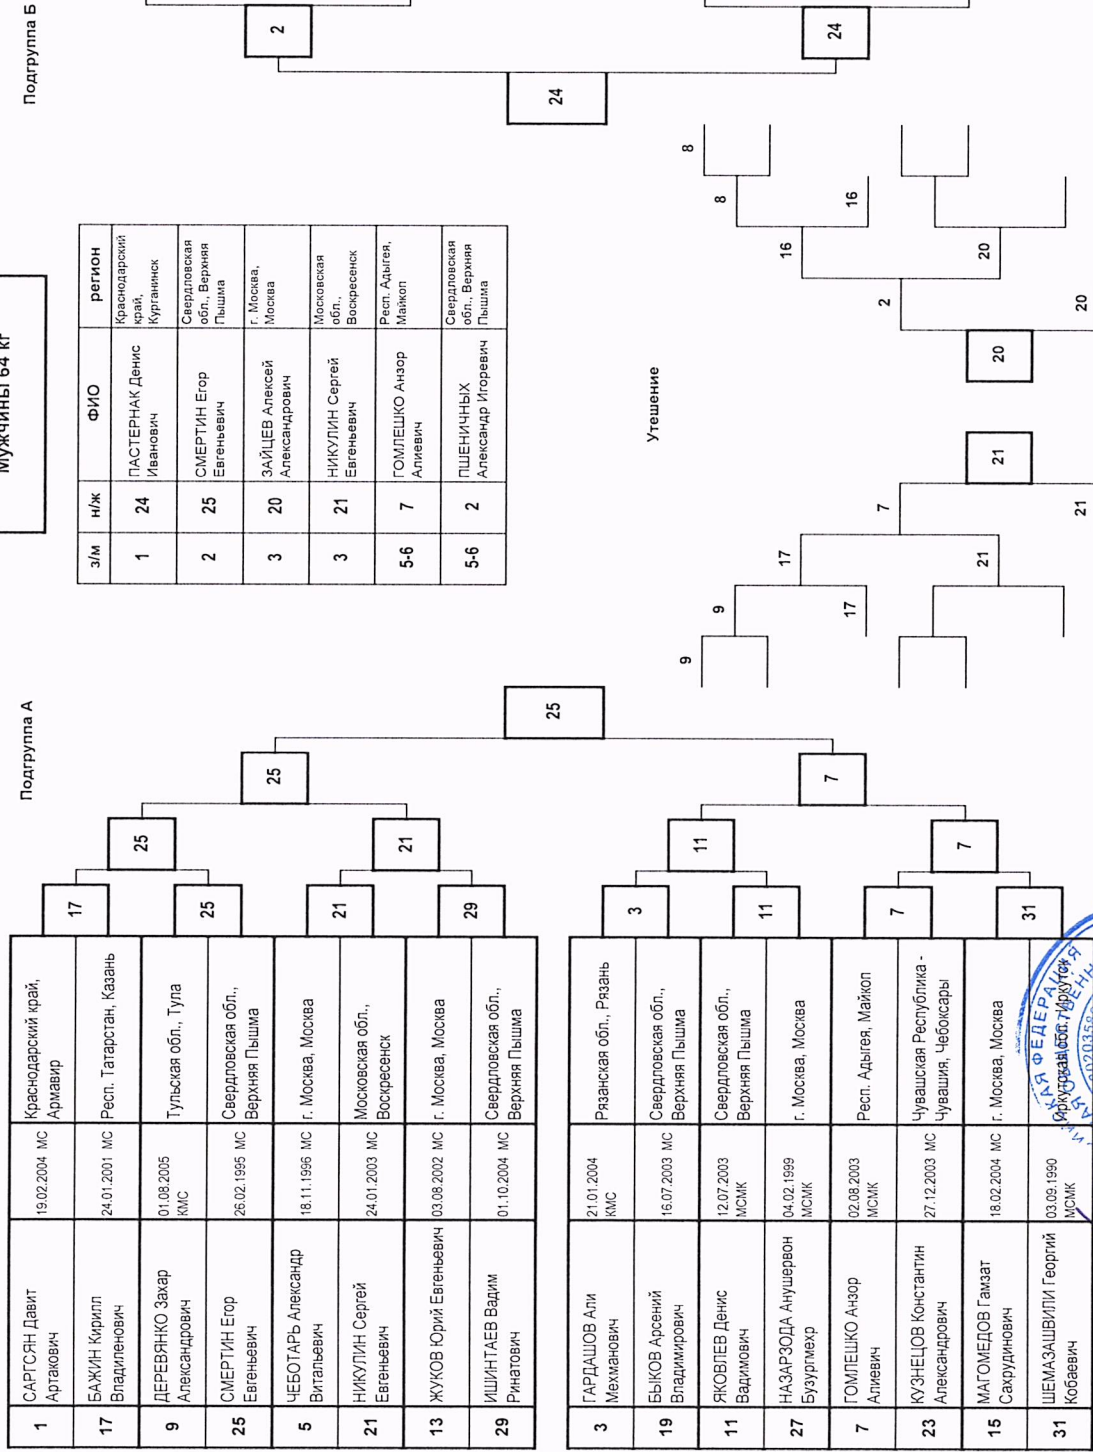 Мужчины 64 кг
Подгруппа А
Подгруппа Б
1 САРГСЯН Давит
Артакович
19.02.2004 МС
Краснодарский край,
Армавир
17 БАЖИН Кирилл
Владиленович
24.01.2001 МС
Респ. Татарстан, Казань
9 ДЕРЕВЯНКО Захар
Александрович
01.08.2005
КМС
Тульская обл., Тула
25 СМЕРТИН Егор
Евгеньевич
26.02.1995 МС
Свердловская обл.,
Верхняя Пышма
5 ЧЕБОТАРЬ Александр
Витальевич
18.11.1996 МС
г. Москва, Москва
21 НИКУЛИН Сергей
Евгеньевич
24.01.2003 МС
Московская обл.,
Воскресенск
13 ЖУКОВ Юрий Евгеньевич
03.08.2002 МС
г. Москва, Москва
29 ИШИНТАЕВ Вадим
Ринатович
01.10.2004 МС
Свердловская обл.,
Верхняя Пышма
3 ГАРДАШОВ Али
Мехманович
21.01.2004
КМС
Рязанская обл., Рязань
19 БЫКОВ Арсений
Владимирович
16.07.2003 МС
Свердловская обл.,
Верхняя Пышма
11 ЯКОВЛЕВ Денис
Вадимович
12.07.2003
МСМК
Свердловская обл.,
Верхняя Пышма
27 НАЗАРЗОДА Анушервон
Бузургмехр
04.02.1999
МСМК
г. Москва, Москва
7 ГОМЛЕШКО Анзор
Алиевич
02.08.2003
МСМК
Респ. Адыгея, Майкоп
23 КУЗНЕЦОВ Константин
Александрович
27.12.2003 МС
Чувашская Республика -
Чувашия, Чебоксары
15 МАГОМЕДОВ Гамзат
Сахрудинович
18.02.2004 МС
г. Москва, Москва
31 ШЕМАЗАШВИЛИ Георгий
Кобаевич
03.09.1990
МСМК
Иркутская обл., Иркутск
17
25
21
29
3
11
7
31
25
21
11
7
25
7
25
з/м н/ж ФИО регион
1 24 ПАСТЕРНАК Денис
Иванович
Краснодарский
край,
Курганинск
2 25 СМЕРТИН Егор
Евгеньевич
Свердловская
обл., Верхняя
Пышма
3 20 ЗАЙЦЕВ Алексей
Александрович
г. Москва,
Москва
3 21 НИКУЛИН Сергей
Евгеньевич
Московская
обл.,
Воскресенск
5-6 7 ГОМЛЕШКО Анзор
Алиевич
Респ. Адыгея,
Майкоп
5-6 2 ПШЕНИЧНЫХ
Александр Игоревич
Свердловская
обл., Верхняя
Пышма
2
24
24
Утешение
9
9
17
17
21
7
21
21
8
8
16
16
20
2
20
20
КАЯ ФЕДЕРАЦИЯ